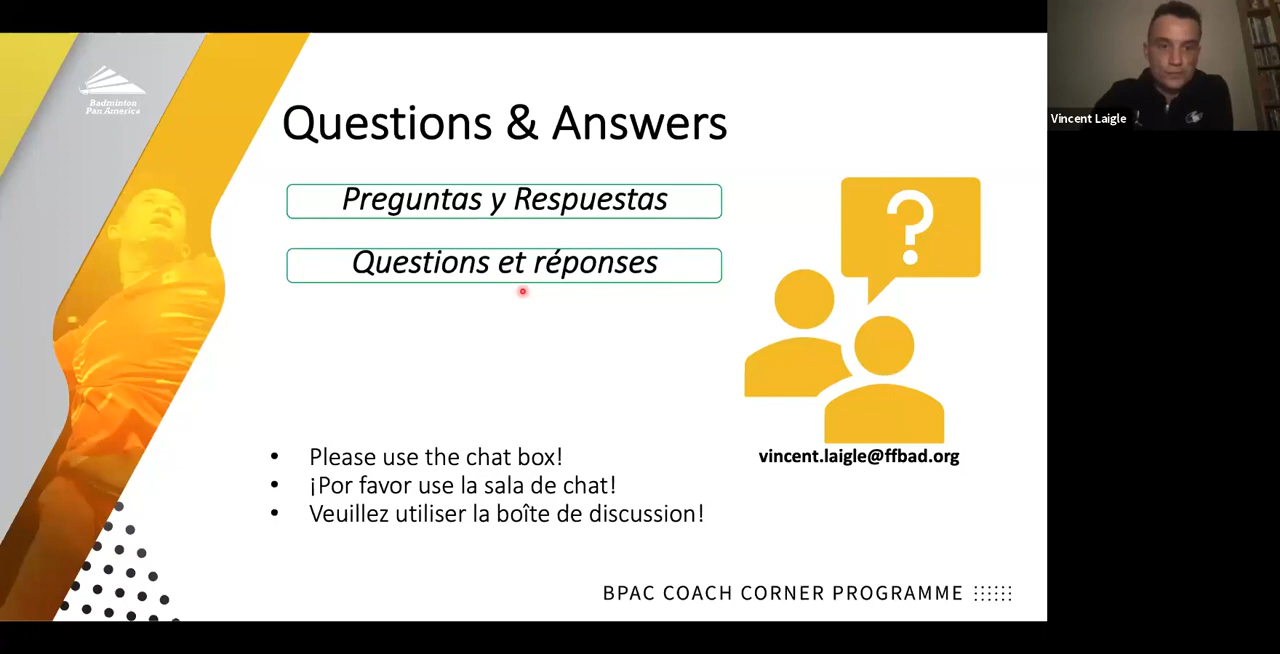 Badminton
Pan America
Questions & Answers
Preguntas y Respuestas
Questions et réponses
?
vincent.laigle@ffbad.org
• Please use the chat box!
• ¡Por favor use la sala de chat!
• Veuillez utiliser la boîte de discussion!
BPAC COACH CORNER PROGRAMME
Vincent Laigle